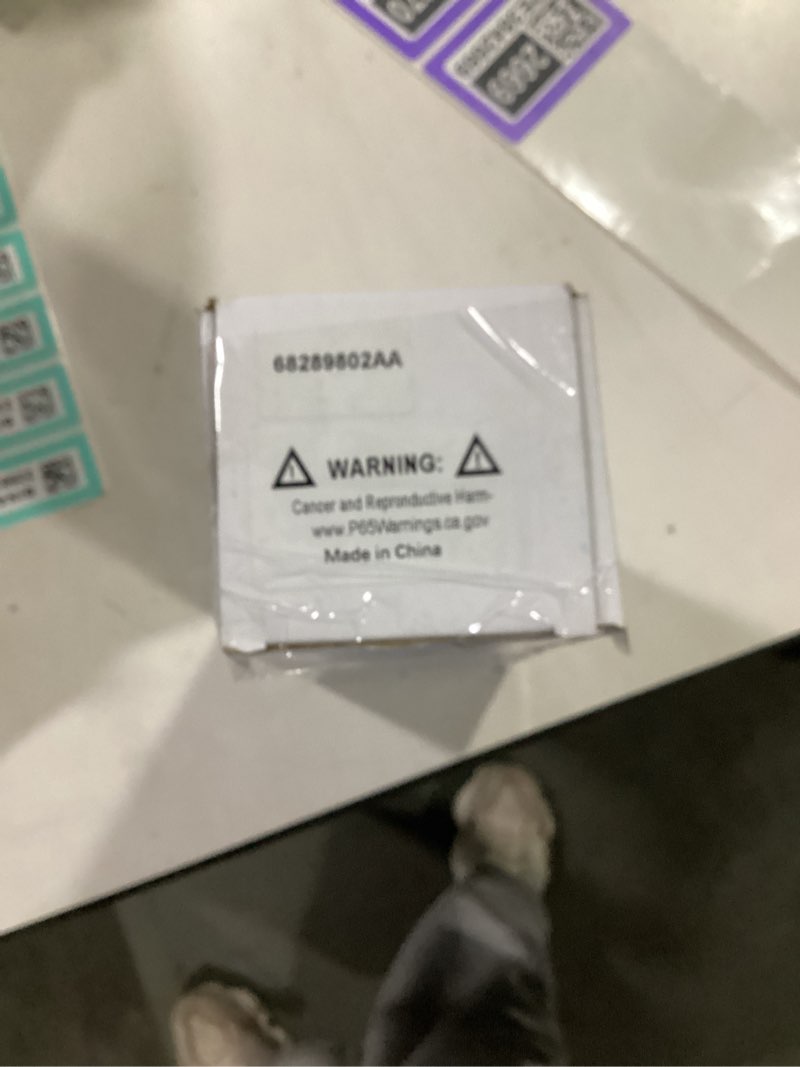 68289802AA
WARNING:
Cancer and Reproductive Harm-
www.P65Warnings.ca.gov
Made in China